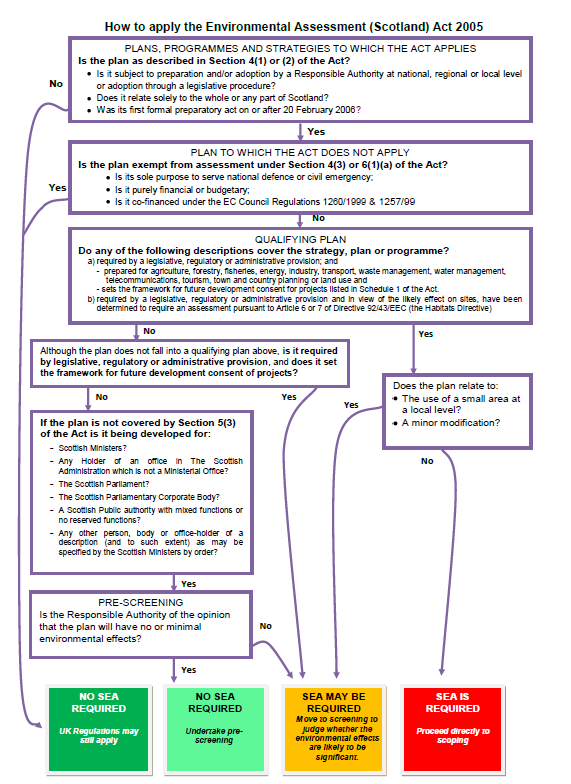 How to apply the Environmental Assessment (Scotland) Act 2005
PLANS, PROGRAMMES AND STRATEGIES TO WHICH THE ACT APPLIES
Is the plan as described in Section 4(1) or (2) of the Act?
• Is it subject to preparation and/or adoption by a Responsible Authority at national, regional or local level
or adoption through a legislative procedure?
• Does it relate solely to the whole or any part of Scotland?
• Was its first formal preparatory act on or after 20 February 2006?
No
Yes
PLAN TO WHICH THE ACT DOES NOT APPLY
Is the plan exempt from assessment under Section 4(3) or 6(1)(a) of the Act?
• Is its sole purpose to serve national defence or civil emergency;
• Is it purely financial or budgetary;
• Is it co-financed under the EC Council Regulations 1260/1999 & 1257/99
Yes
No
QUALIFYING PLAN
Do any of the following descriptions cover the strategy, plan or programme?
a) required by a legislative, regulatory or administrative provision; and
- prepared for agriculture, forestry, fisheries, energy, industry, transport, waste management, water management,
telecommunications, tourism, town and country planning or land use and
- sets the framework for future development consent for projects listed in Schedule 1 of the Act.
b) required by a legislative, regulatory or administrative provision and in view of the likely effect on sites, have been
determined to require an assessment pursuant to Article 6 or 7 of Directive 92/43/EEC (the Habitats Directive)
No
Yes
Although the plan does not fall into a qualifying plan above, is it required
by legislative, regulatory or administrative provision, and does it set
the framework for future development consent of projects?
No
Yes
Does the plan relate to:
• The use of a small area at
a local level?
• A minor modification?
Yes
No
If the plan is not covered by Section 5(3)
of the Act is it being developed for:
- Scottish Ministers?
- Any Holder of an office in The Scottish
Administration which is not a Ministerial Office?
- The Scottish Parliament?
- The Scottish Parliamentary Corporate Body?
- A Scottish Public authority with mixed functions or
no reserved functions?
- Any other person, body or office-holder of a
description (and to such extent) as may be
specified by the Scottish Ministers by order?
Yes
PRE-SCREENING
Is the Responsible Authority of the opinion
that the plan will have no or minimal
environmental effects?
No
Yes
NO SEA
REQUIRED
UK Regulations may
still apply
NO SEA
REQUIRED
Undertake pre-
screening
SEA MAY BE
REQUIRED
Move to screening to
judge whether the
environmental effects
are likely to be
significant.
SEA IS
REQUIRED
Proceed directly to
scoping